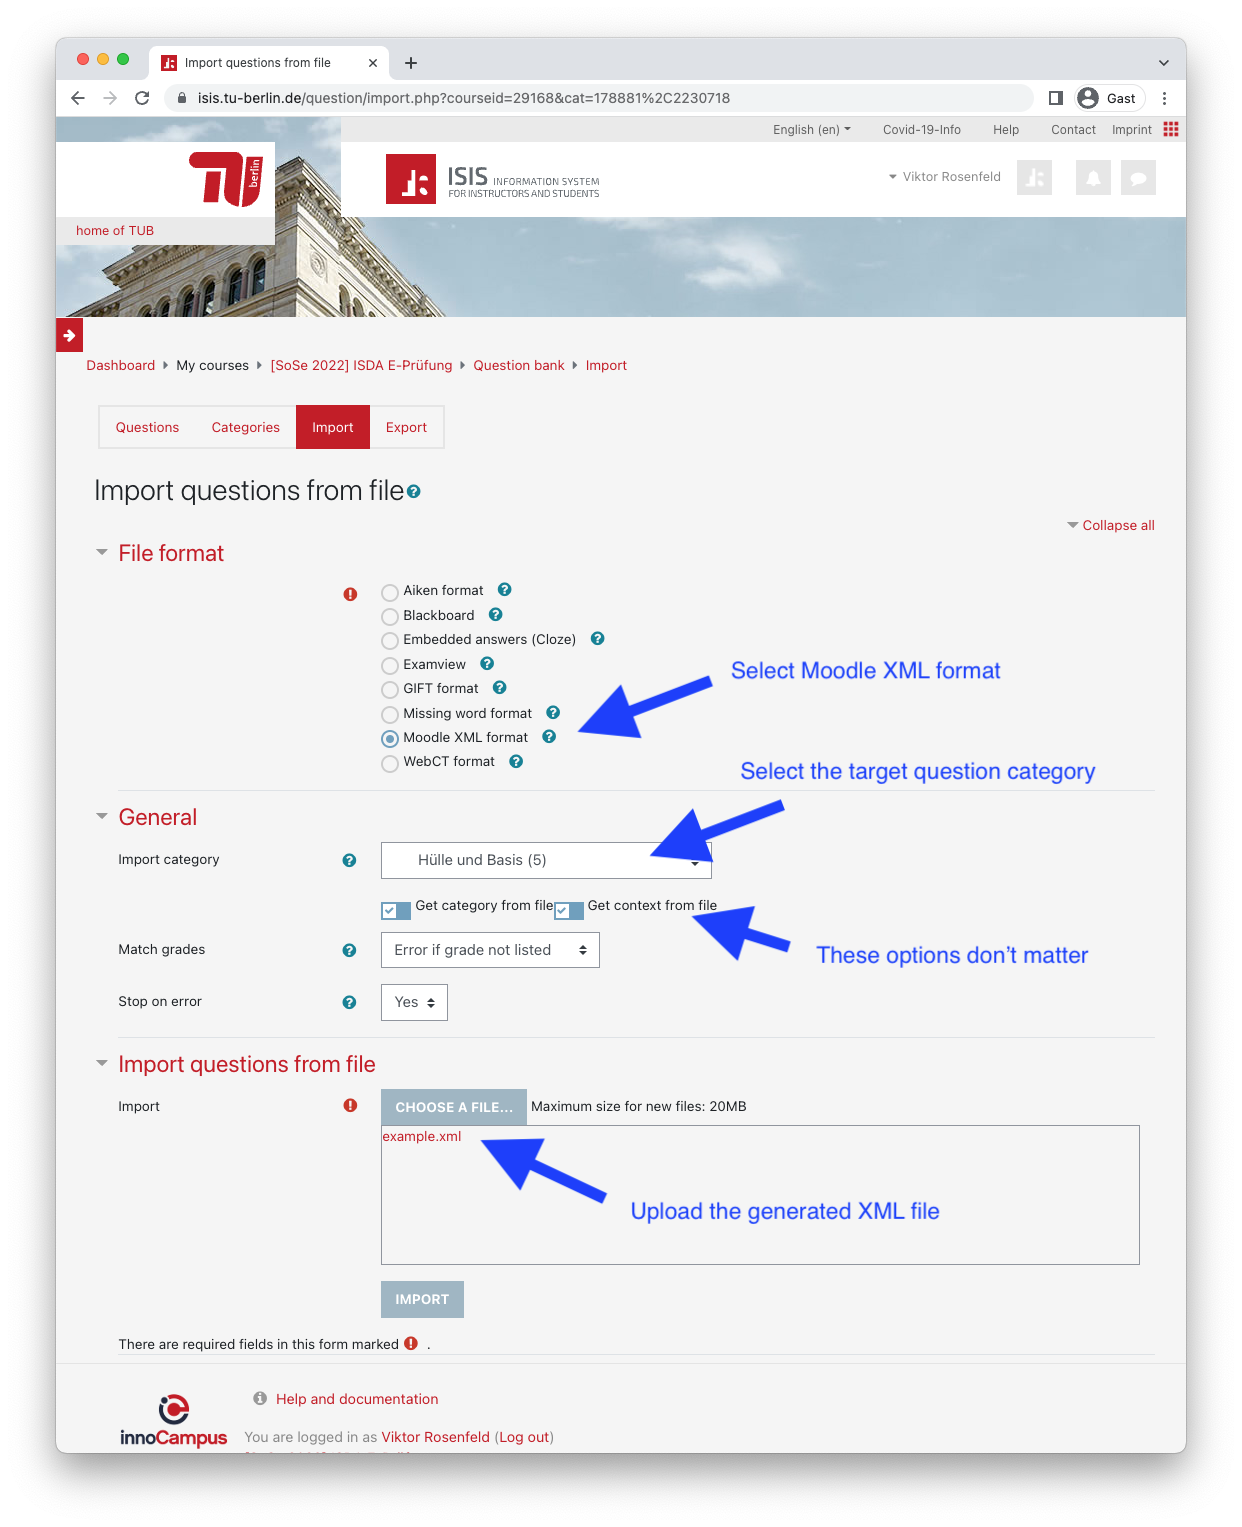 Import questions from file
isis.tu-berlin.de/question/import.php?courseid=29168&cat=178881%2C2230718
Gast
English (en)
Covid-19-Info
Help
Contact
Imprint
TU berlin
ISIS INFORMATION SYSTEM
FOR INSTRUCTORS AND STUDENTS
Viktor Rosenfeld
home of TUB
Dashboard My courses [SoSe 2022] ISDA E-Prüfung Question bank Import
Questions Categories Import Export
Import questions from file
Collapse all
File format
Aiken format
Blackboard
Embedded answers (Cloze)
Examview
Select Moodle XML format
GIFT format
Missing word format
Moodle XML format
WebCT format
Select the target question category
General
Import category
Hülle und Basis (5)
Get category from file
Get context from file
These options don't matter
Match grades
Error if grade not listed
Stop on error
Yes
Import questions from file
Import
CHOOSE A FILE...
Maximum size for new files: 20MB
example.xml
Upload the generated XML file
IMPORT
There are required fields in this form marked .
innoCampus
Help and documentation
You are logged in as Viktor Rosenfeld (Log out)